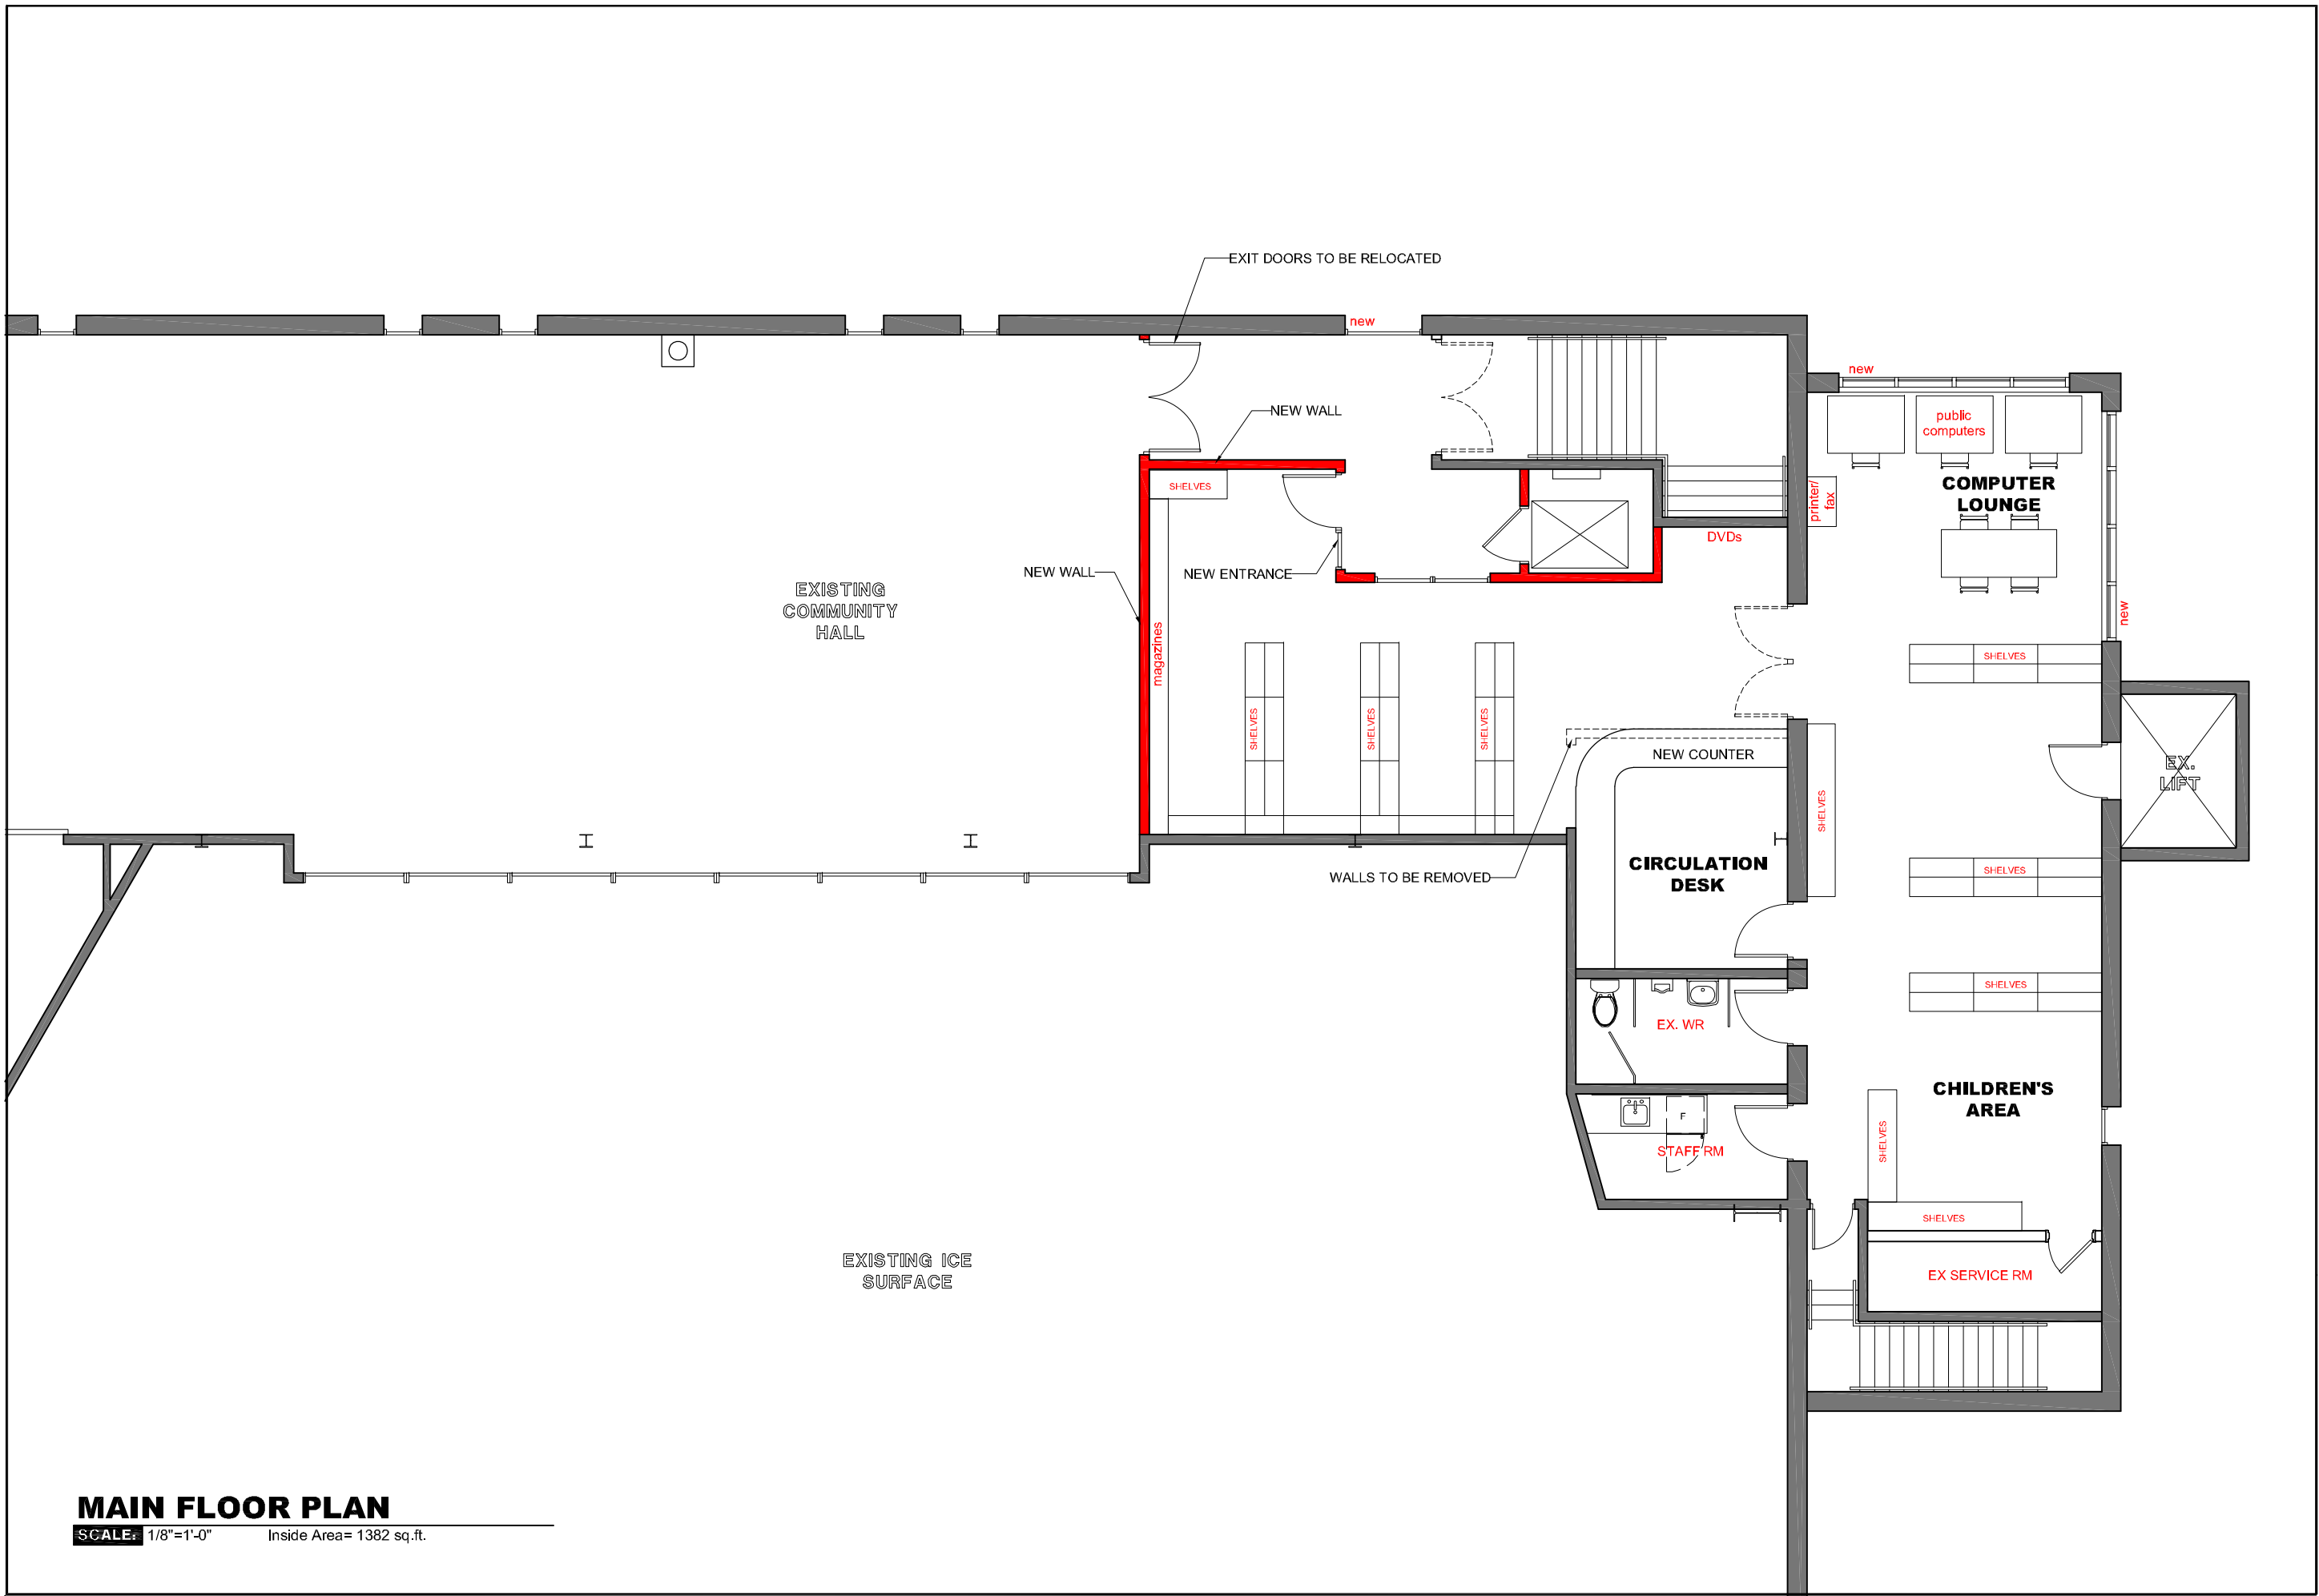 EXIT DOORS TO BE RELOCATED
new
new
NEW WALL
public
computers
SHELVES
COMPUTER
LOUNGE
printer/
fax
DVDs
NEW WALL
NEW ENTRANCE
EXISTING
COMMUNITY
HALL
new
magazines
SHELVES
SHELVES
SHELVES
SHELVES
NEW COUNTER
EX.
LIFT
SHELVES
CIRCULATION
DESK
SHELVES
WALLS TO BE REMOVED
SHELVES
EX. WR
CHILDREN'S
AREA
F
SHELVES
STAFF RM
SHELVES
EXISTING ICE
SURFACE
EX SERVICE RM
MAIN FLOOR PLAN
SCALE: 1/8"=1'-0" Inside Area= 1382 sq.ft.